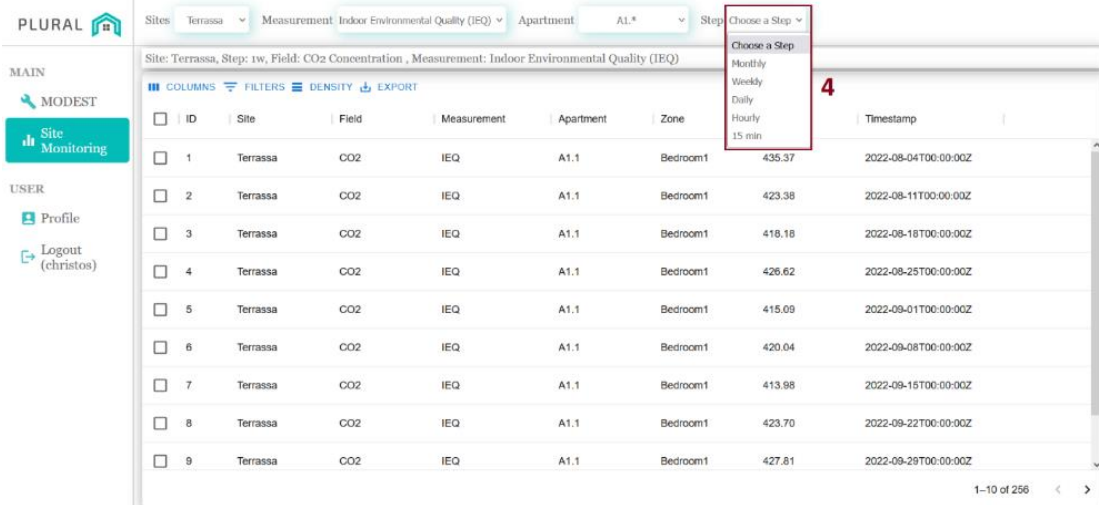 PLURAL
Sites Terrassa Measurement Indoor Environmental Quality (IEQ) Apartment A1.* Step Choose a Step
Choose a Step
Monthly
Weekly
Daily
Hourly
15 min
4
Site: Terrassa, Step: 1w, Field: CO2 Concentration , Measurement: Indoor Environmental Quality (IEQ)
MAIN
MODEST
Site
Monitoring
USER
Profile
Logout
(christos)
COLUMNS FILTERS DENSITY EXPORT
ID Site Field Measurement Apartment Zone Timestamp
1 Terrassa CO2 IEQ A1.1 Bedroom1 435.37 2022-08-04T00:00:00Z
2 Terrassa CO2 IEQ A1.1 Bedroom1 423.38 2022-08-11T00:00:00Z
3 Terrassa CO2 IEQ A1.1 Bedroom1 418.18 2022-08-18T00:00:00Z
4 Terrassa CO2 IEQ A1.1 Bedroom1 426.62 2022-08-25T00:00:00Z
5 Terrassa CO2 IEQ A1.1 Bedroom1 415.09 2022-09-01T00:00:00Z
6 Terrassa CO2 IEQ A1.1 Bedroom1 420.04 2022-09-08T00:00:00Z
7 Terrassa CO2 IEQ A1.1 Bedroom1 413.98 2022-09-15T00:00:00Z
8 Terrassa CO2 IEQ A1.1 Bedroom1 423.70 2022-09-22T00:00:00Z
9 Terrassa CO2 IEQ A1.1 Bedroom1 427.81 2022-09-29T00:00:00Z
1–10 of 256